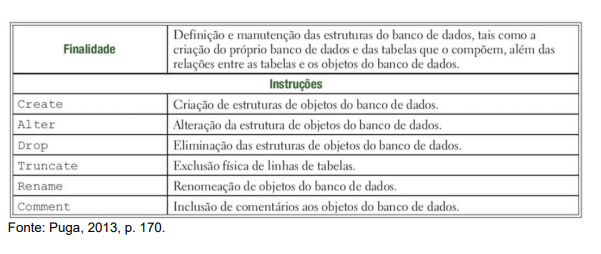 Finalidade
Definição e manutenção das estruturas do banco de dados, tais como a
criação do próprio banco de dados e das tabelas que o compõem, além das
relações entre as tabelas e os objetos do banco de dados.
Instruções
Create Criação de estruturas de objetos do banco de dados.
Alter Alteração da estrutura de objetos do banco de dados.
Drop Eliminação das estruturas de objetos do banco de dados.
Truncate Exclusão física de linhas de tabelas.
Rename Renomeação de objetos do banco de dados.
Comment Inclusão de comentários aos objetos do banco de dados.
Fonte: Puga, 2013, p. 170.